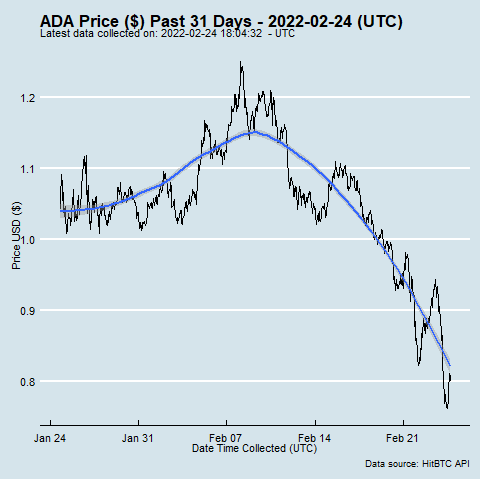 ADA Price ($) Past 31 Days - 2022-02-24 (UTC)
Latest data collected on: 2022-02-24 18:04:32 - UTC
Price USD ($)
1.2
1.1
1.0
0.9
0.8
Jan 24 Jan 31 Feb 07 Feb 14 Feb 21
Date Time Collected (UTC)
Data source: HitBTC API